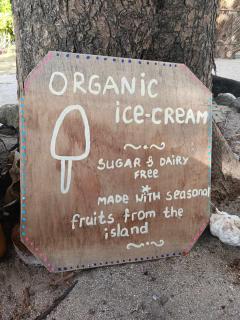 ORGANIC
ICE-CREAM
SUGAR & DAIRY
FREE
MADE WITH SEASONAL
fruits from the
island